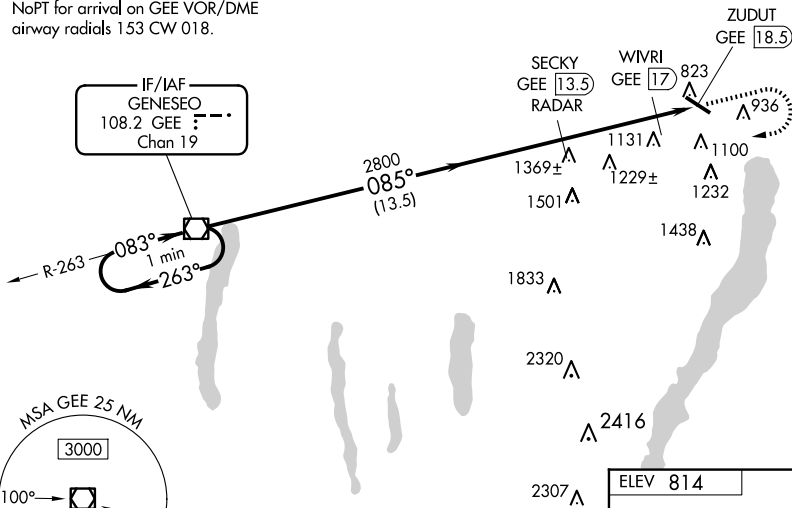 NoPT for arrival on GEE VOR/DME
airway radials 153 CW 018.
ZUDUT
GEE 18.5
WIVRI
GEE 17
SECKY
GEE 13.5
RADAR
823
936
IF/IAF
GENESEO
108.2 GEE
Chan 19
1131
1100
1369±
1229±
1232
2800
085°
(13.5)
1501
1438
R-263
083°
1 min
263°
1833
2320
2416
MSA GEE 25 NM
3000
100°
2307
ELEV 814